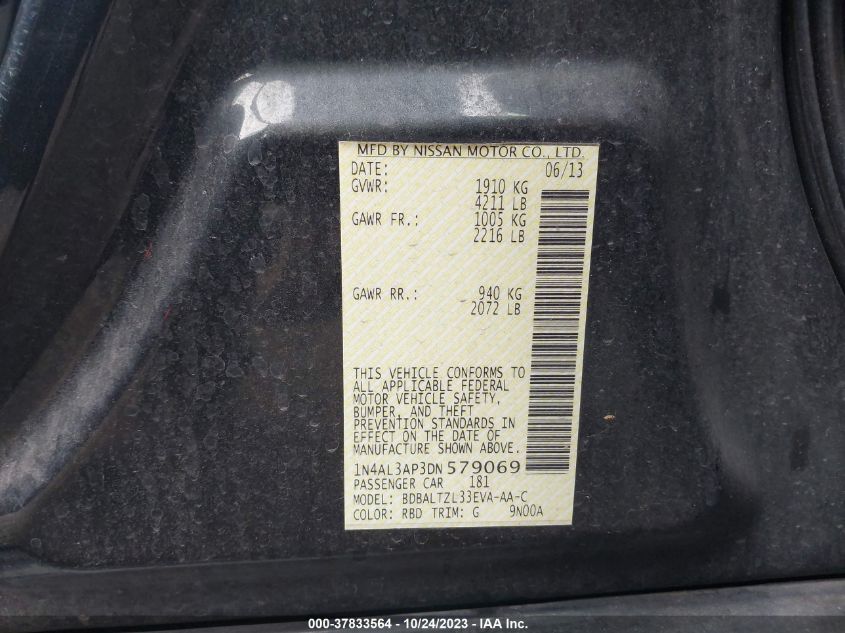 MFD BY NISSAN MOTOR CO., LTD.
DATE: 06/13
GVWR: 1910 KG
4211 LB
GAWR FR.: 1005 KG
2216 LB
GAWR RR.: 940 KG
2072 LB
THIS VEHICLE CONFORMS TO
ALL APPLICABLE FEDERAL
MOTOR VEHICLE SAFETY,
BUMPER, AND THEFT
PREVENTION STANDARDS IN
EFFECT ON THE DATE OF
MANUFACTURE SHOWN ABOVE.
1N4AL3AP3DN579069
PASSENGER CAR 181
MODEL: BDBALTZL33EVA-AA-C
COLOR: RBD TRIM: G 9N00A
000-37833564 - 10/24/2023 - IAA Inc.